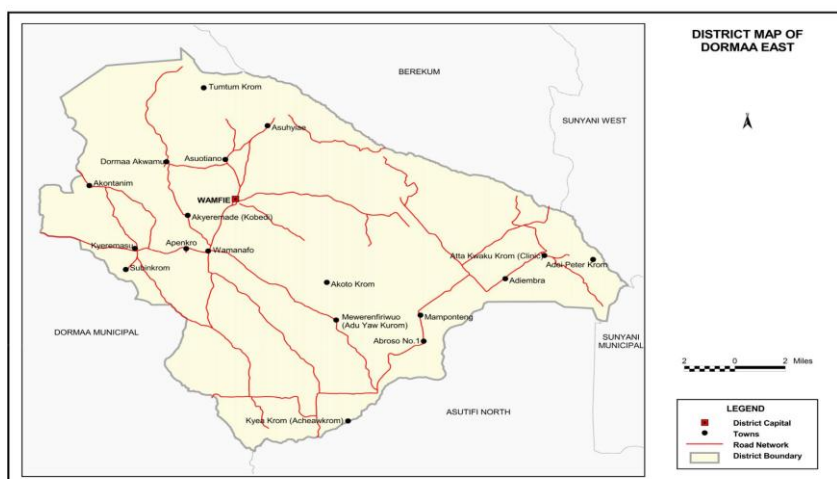 DISTRICT MAP OF
DORMAA EAST
BEREKUM
SUNYANI WEST
Tumtum Krom
Asuhyiae
Asuotiano
Dormaa Akwamu
Akontanim
WAMFIE
Akyeremade (Kobedi)
Kyeremasu
Apenkro
Wamanafo
Subinkrom
Atta Kwaku Krom (Clinic)
Adei Peter Krom
Adiembra
Akoto Krom
Mewerenfiriwuo
(Adu Yaw Kurom)
Mamponteng
Abroso No.1
DORMAA MUNICIPAL
SUNYANI
MUNICIPAL
ASUTIFI NORTH
Kyea Krom (Acheawkrom)
N
2 0 2 Miles
LEGEND
District Capital
Towns
Road Network
District Boundary